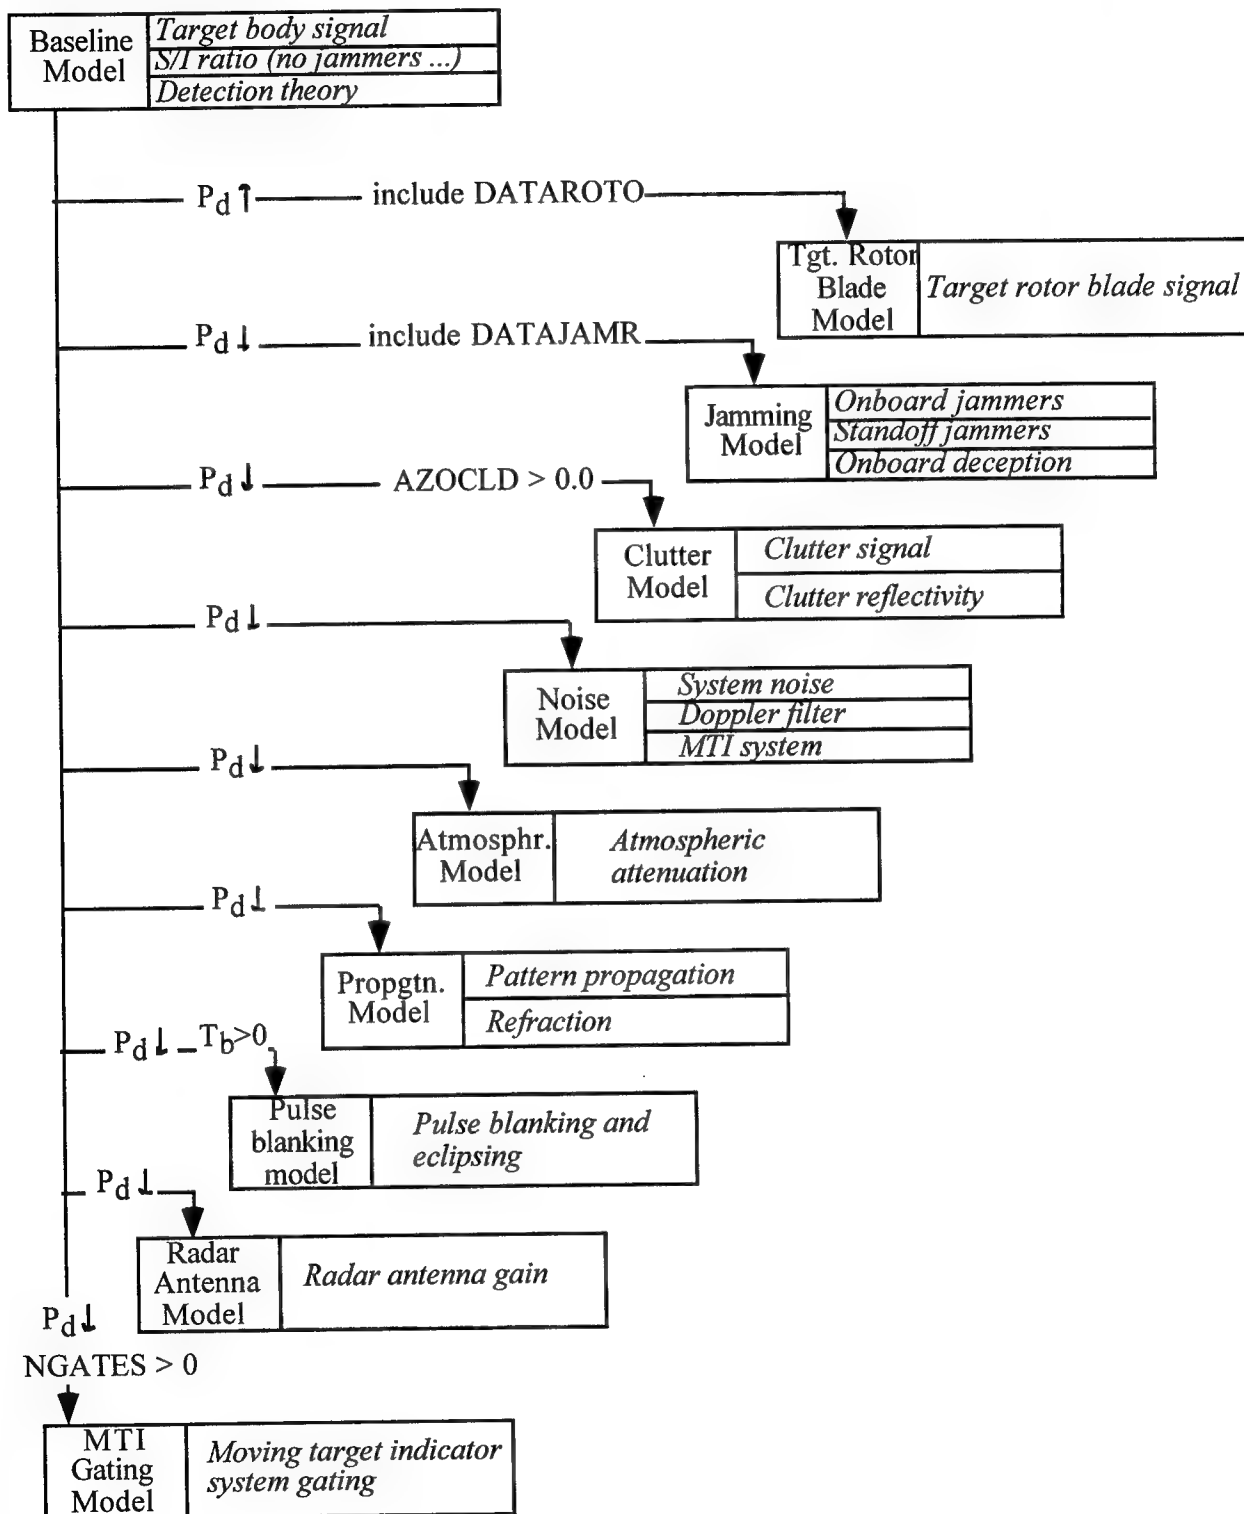 Baseline
Model
Target body signal
S/I ratio (no jammers ...)
Detection theory
Pd↑ include DATAROTO
Tgt. Rotor
Blade
Model
Target rotor blade signal
Pd↓ include DATAJAMR
Jamming
Model
Onboard jammers
Standoff jammers
Onboard deception
Pd↓ AZOCLD > 0.0
Clutter
Model
Clutter signal
Clutter reflectivity
Pd↓
Noise
Model
System noise
Doppler filter
MTI system
Pd↓
Atmosphr.
Model
Atmospheric
attenuation
Pd↓
Propgtn.
Model
Pattern propagation
Refraction
Pd↓ Tb>0
Pulse
blanking
model
Pulse blanking and
eclipsing
Pd↓
Radar
Antenna
Model
Radar antenna gain
Pd↓
NGATES > 0
MTI
Gating
Model
Moving target indicator
system gating